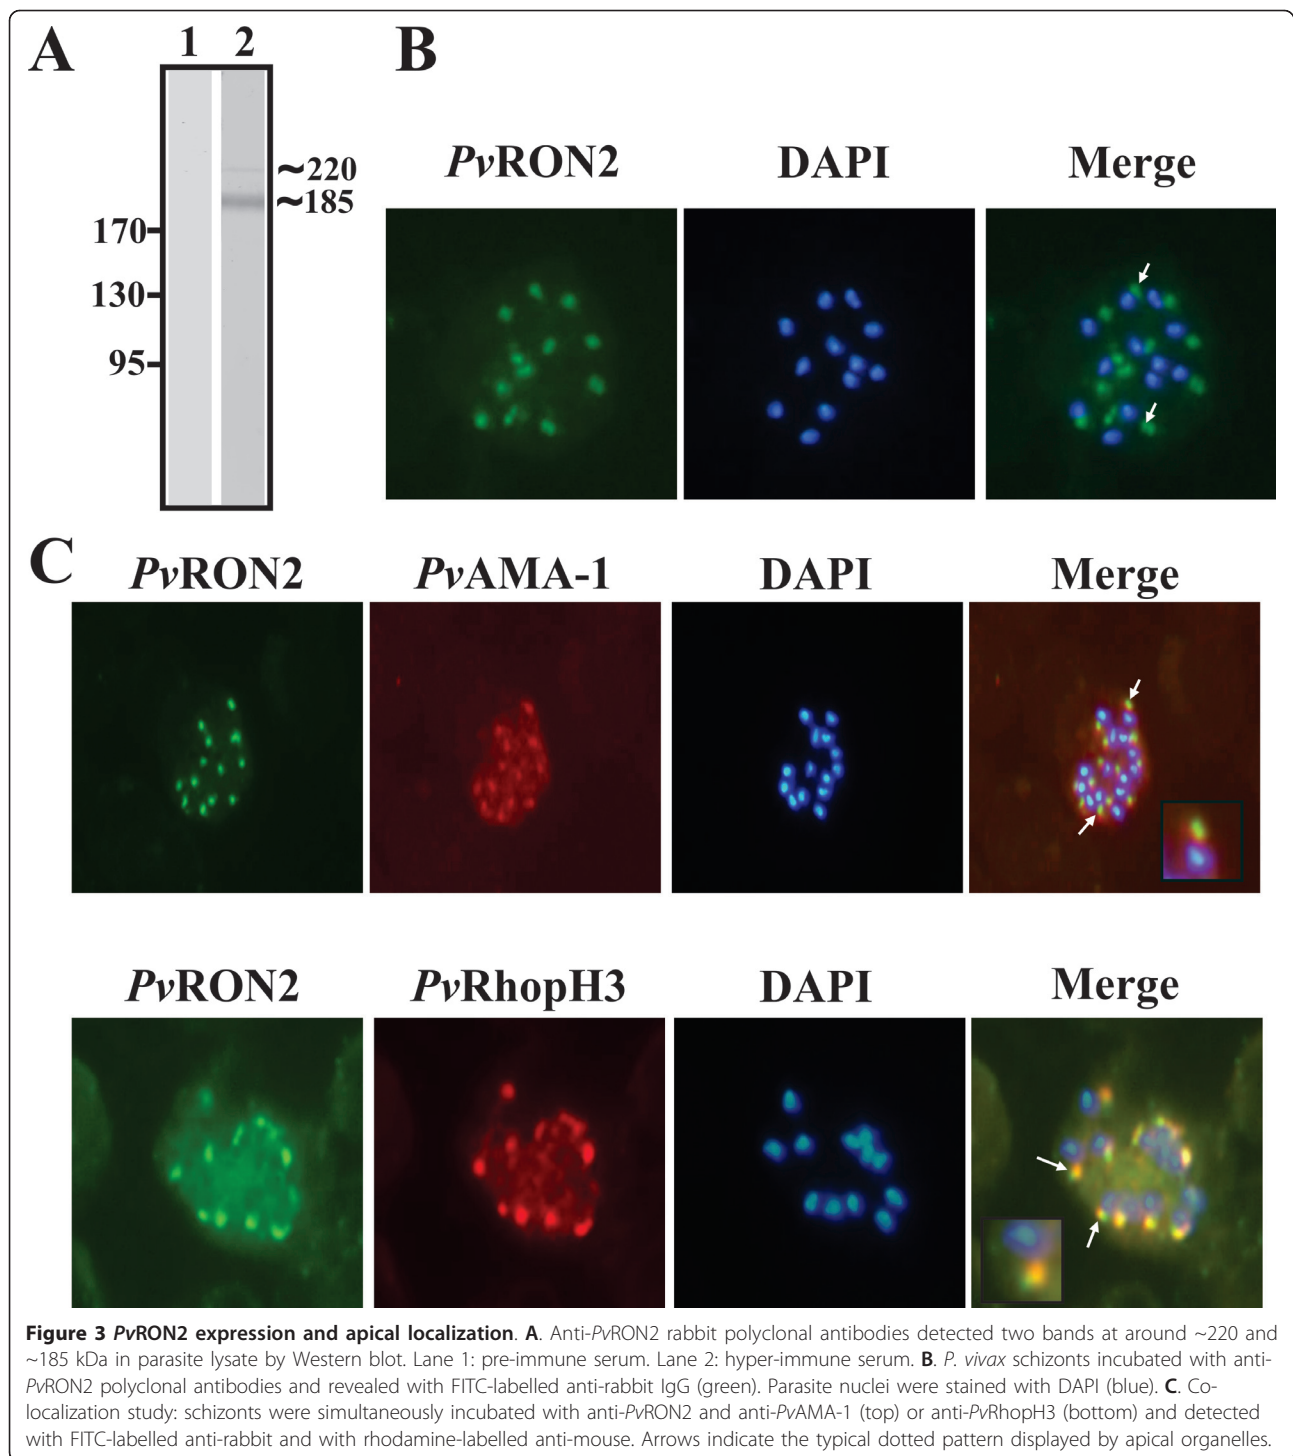 A
1 2
~220
~185
170
130
95
B
PvRON2 DAPI Merge
C
PvRON2 PvAMA-1 DAPI Merge
PvRON2 PvRhopH3 DAPI Merge
Figure 3 PvRON2 expression and apical localization. A. Anti-PvRON2 rabbit polyclonal antibodies detected two bands at around ~220 and
~185 kDa in parasite lysate by Western blot. Lane 1: pre-immune serum. Lane 2: hyper-immune serum. B. P. vivax schizonts incubated with anti-
PvRON2 polyclonal antibodies and revealed with FITC-labelled anti-rabbit IgG (green). Parasite nuclei were stained with DAPI (blue). C. Co-
localization study: schizonts were simultaneously incubated with anti-PvRON2 and anti-PvAMA-1 (top) or anti-PvRhopH3 (bottom) and detected
with FITC-labelled anti-rabbit and with rhodamine-labelled anti-mouse. Arrows indicate the typical dotted pattern displayed by apical organelles.